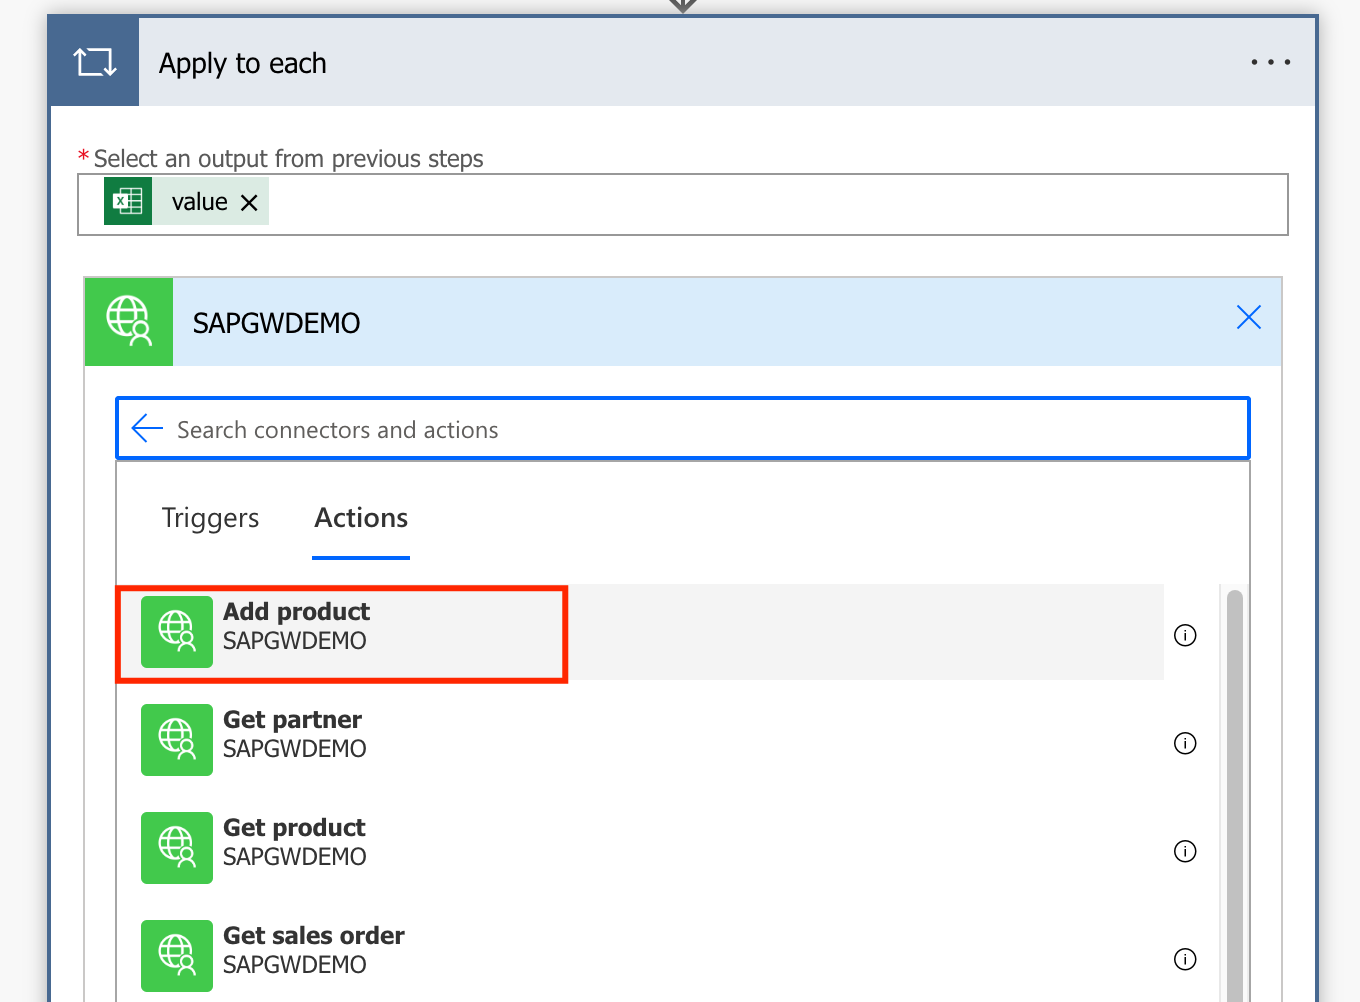 Apply to each
* Select an output from previous steps
value
SAPGWDEMO
Search connectors and actions
Triggers Actions
Add product
SAPGWDEMO
Get partner
SAPGWDEMO
Get product
SAPGWDEMO
Get sales order
SAPGWDEMO